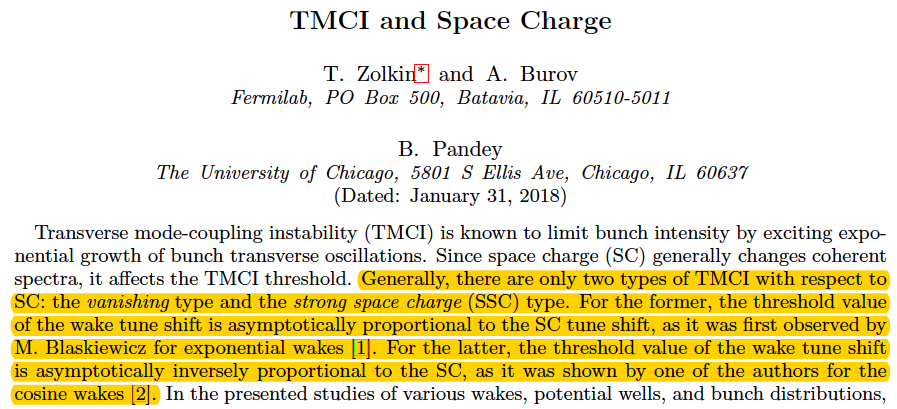 TMCI and Space Charge
T. Zolkin* and A. Burov
Fermilab, PO Box 500, Batavia, IL 60510-5011
B. Pandey
The University of Chicago, 5801 S Ellis Ave, Chicago, IL 60637
(Dated: January 31, 2018)
Transverse mode-coupling instability (TMCI) is known to limit bunch intensity by exciting expo-
nential growth of bunch transverse oscillations. Since space charge (SC) generally changes coherent
spectra, it affects the TMCI threshold. Generally, there are only two types of TMCI with respect to
SC: the vanishing type and the strong space charge (SSC) type. For the former, the threshold value
of the wake tune shift is asymptotically proportional to the SC tune shift, as it was first observed by
M. Blaskiewicz for exponential wakes [1]. For the latter, the threshold value of the wake tune shift
is asymptotically inversely proportional to the SC, as it was shown by one of the authors for the
cosine wakes [2]. In the presented studies of various wakes, potential wells, and bunch distributions,